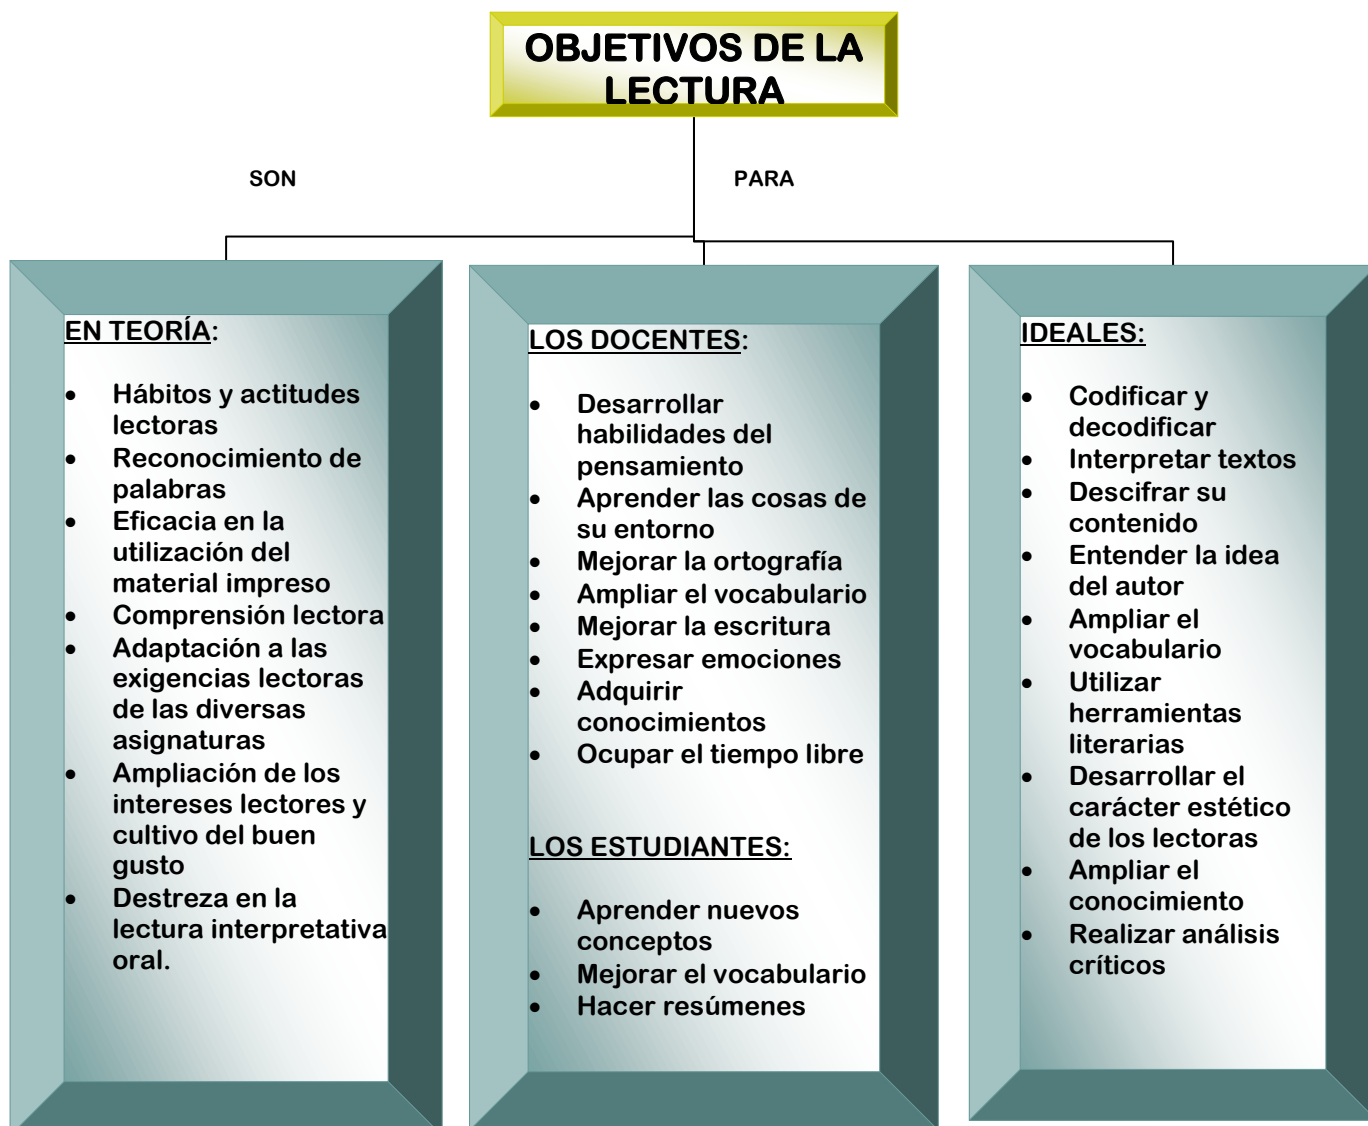 OBJETIVOS DE LA
LECTURA
SON
PARA
EN TEORÍA:
• Hábitos y actitudes
lectoras
• Reconocimiento de
palabras
• Eficacia en la
utilización del
material impreso
• Comprensión lectora
• Adaptación a las
exigencias lectoras
de las diversas
asignaturas
• Ampliación de los
intereses lectores y
cultivo del buen
gusto
• Destreza en la
lectura interpretativa
oral.
LOS DOCENTES:
• Desarrollar
habilidades del
pensamiento
• Aprender las cosas de
su entorno
• Mejorar la ortografía
• Ampliar el vocabulario
• Mejorar la escritura
• Expresar emociones
• Adquirir
conocimientos
• Ocupar el tiempo libre
LOS ESTUDIANTES:
• Aprender nuevos
conceptos
• Mejorar el vocabulario
• Hacer resúmenes
IDEALES:
• Codificar y
decodificar
• Interpretar textos
• Descifrar su
contenido
• Entender la idea
del autor
• Ampliar el
vocabulario
• Utilizar
herramientas
literarias
• Desarrollar el
carácter estético
de los lectoras
• Ampliar el
conocimiento
• Realizar análisis
críticos